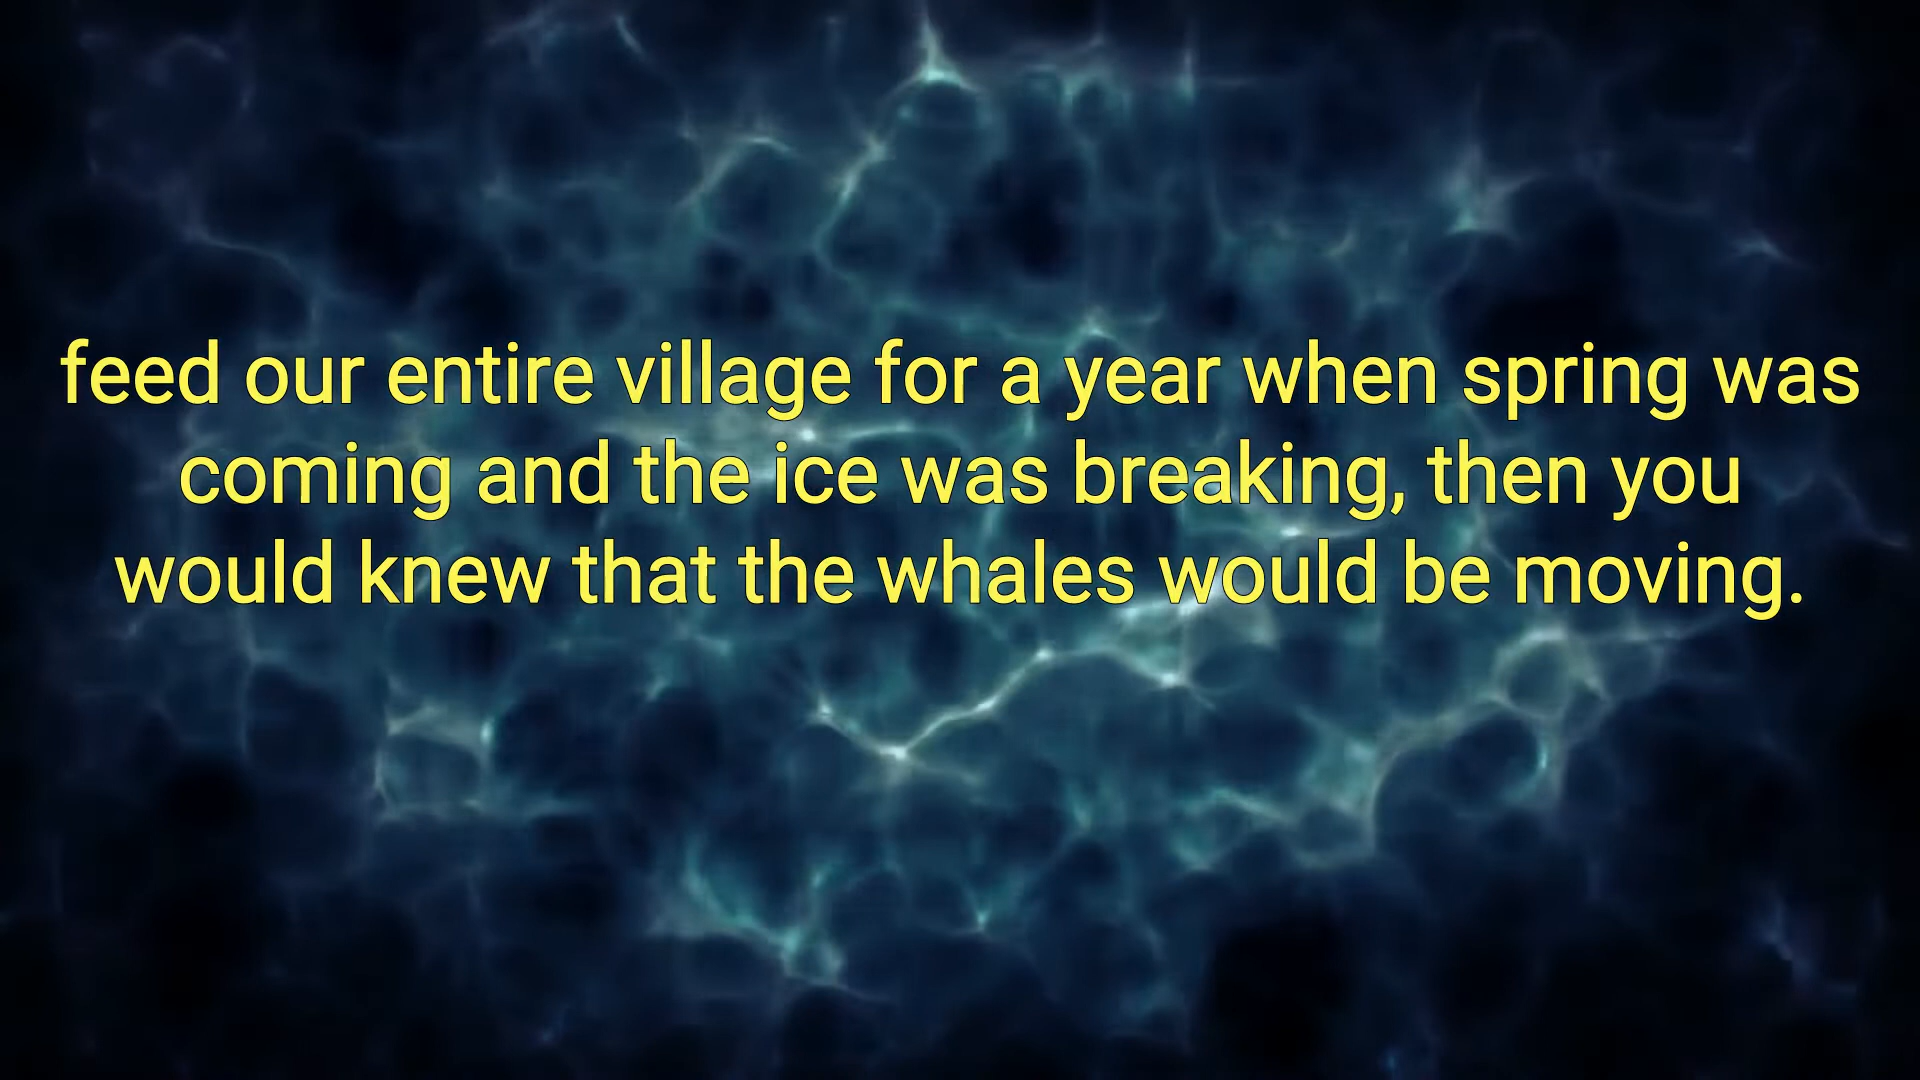 feed our entire village for a year when spring was
coming and the ice was breaking, then you
would knew that the whales would be moving.